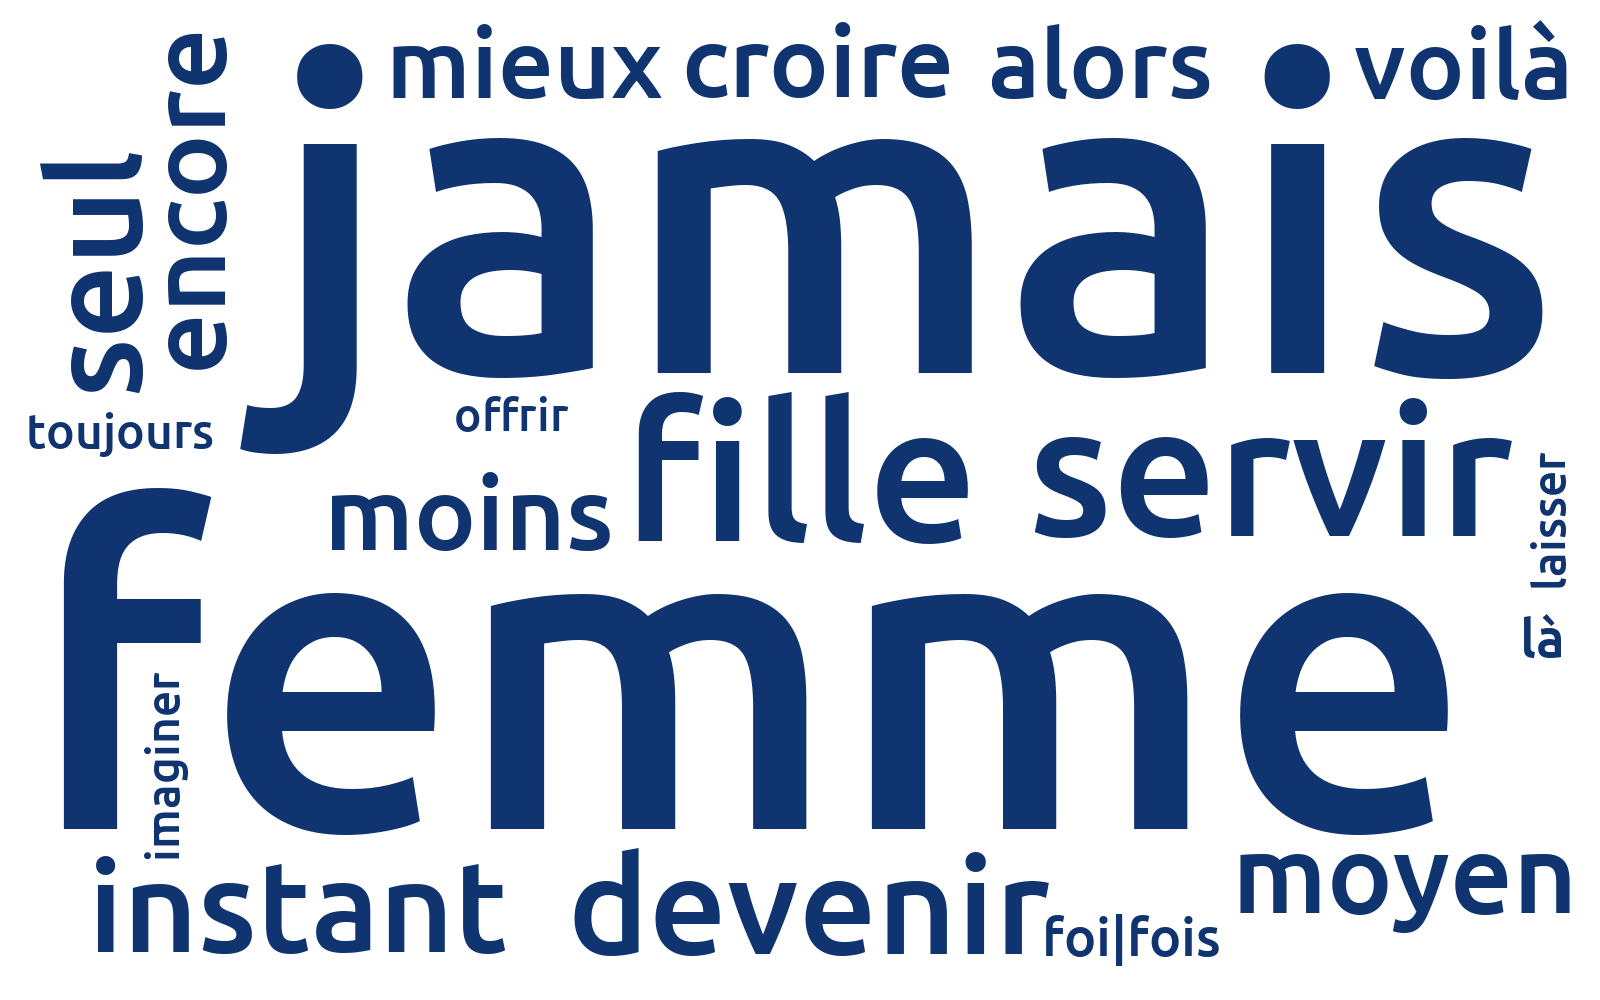 mieux croire alors voilà
seul
encore
jamais
toujours
offrir
fille servir
moins
laisser
là
femme
imaginer
instant devenir
foi|fois
moyen